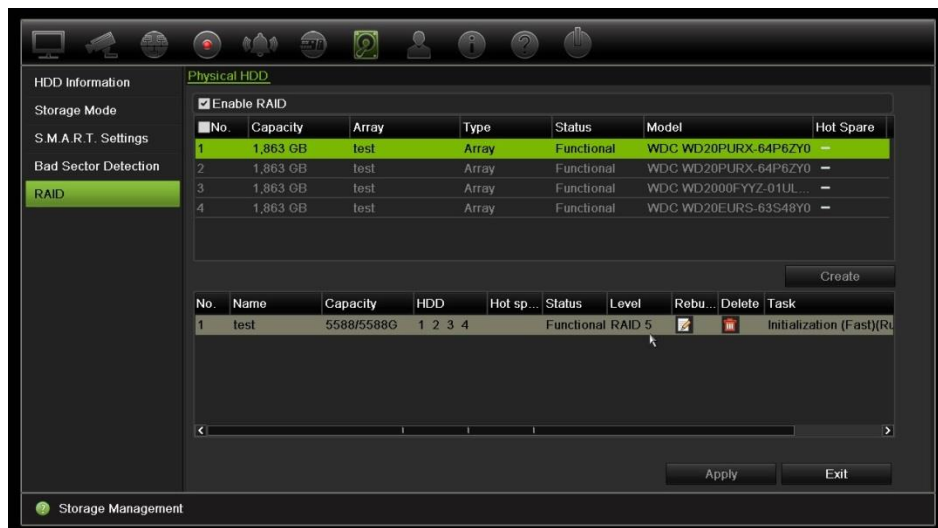 Physical HDD
HDD Information
Storage Mode
S.M.A.R.T. Settings
Bad Sector Detection
RAID
Enable RAID
No. Capacity Array Type Status Model Hot Spare
1 1,863 GB test Array Functional WDC WD20PURX-64P6ZY0 –
2 1,863 GB test Array Functional WDC WD20PURX-64P6ZY0 –
3 1,863 GB test Array Functional WDC WD2000FYYZ-01UL... –
4 1,863 GB test Array Functional WDC WD20EURS-63S48Y0 –
Create
No. Name Capacity HDD Hot sp... Status Level Rebu... Delete Task
1 test 5588/5588G 1 2 3 4 Functional RAID 5 Initialization (Fast)(Ru
Apply Exit
Storage Management